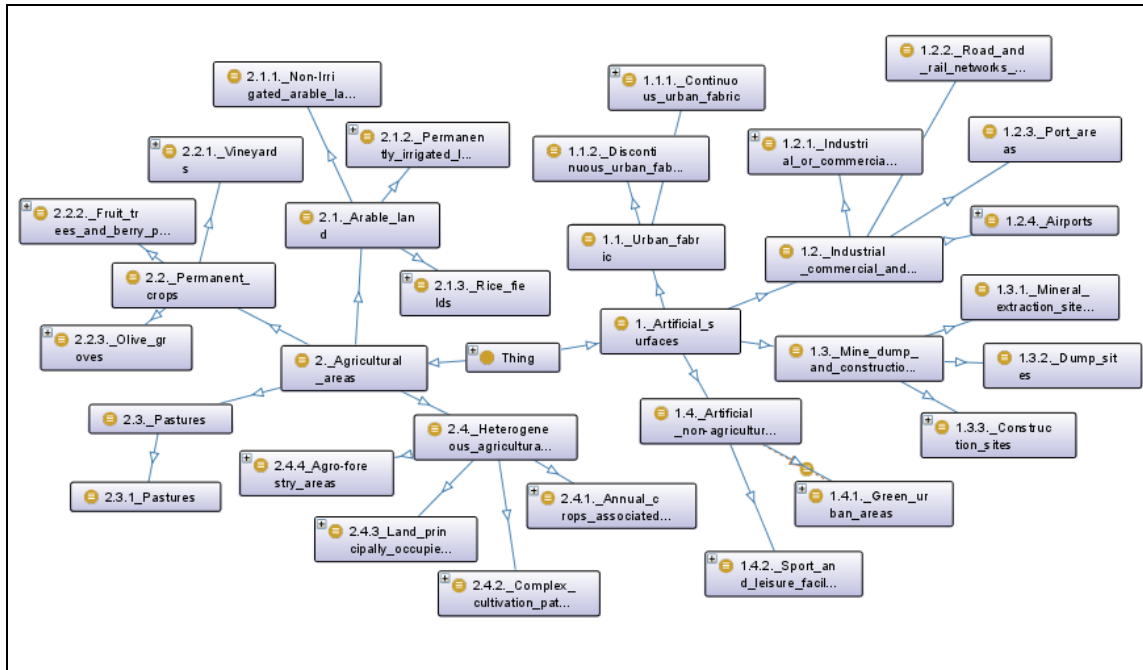 2.1.1._Non-Irri
gated_arable_la...
2.1.2._Permanen
tly_irrigated_l...
2.2.1._Vineyard
s
2.2.2._Fruit_tr
ees_and_berry_p...
2.1._Arable_lan
d
2.2._Permanent_
crops
2.1.3._Rice_fie
lds
2.2.3._Olive_gr
oves
2._Agricultural
_areas
Thing
2.3._Pastures
2.3.1_Pastures
2.4._Heterogene
ous_agricultura...
2.4.4_Agro-fore
stry_areas
2.4.3_Land_prin
cipally_occupie...
2.4.1._Annual_c
rops_associated...
2.4.2._Complex_
cultivation_pat...
1.1.1._Continuo
us_urban_fabric
1.1.2._Disconti
nuous_urban_fab...
1.1._Urban_fabr
ic
1._Artificial_s
urfaces
1.2.2._Road_and
_rail_networks_...
1.2.1._Industri
al_or_commercia...
1.2.3._Port_are
as
1.2.4._Airports
1.2._Industrial
_commercial_and...
1.3.1._Mineral_
extraction_site...
1.3._Mine_dump_
and_constructio...
1.3.2._Dump_sit
es
1.3.3._Construc
tion_sites
1.4._Artificial
_non-agricultur...
1.4.1._Green_ur
ban_areas
1.4.2._Sport_an
d_leisure_facil...